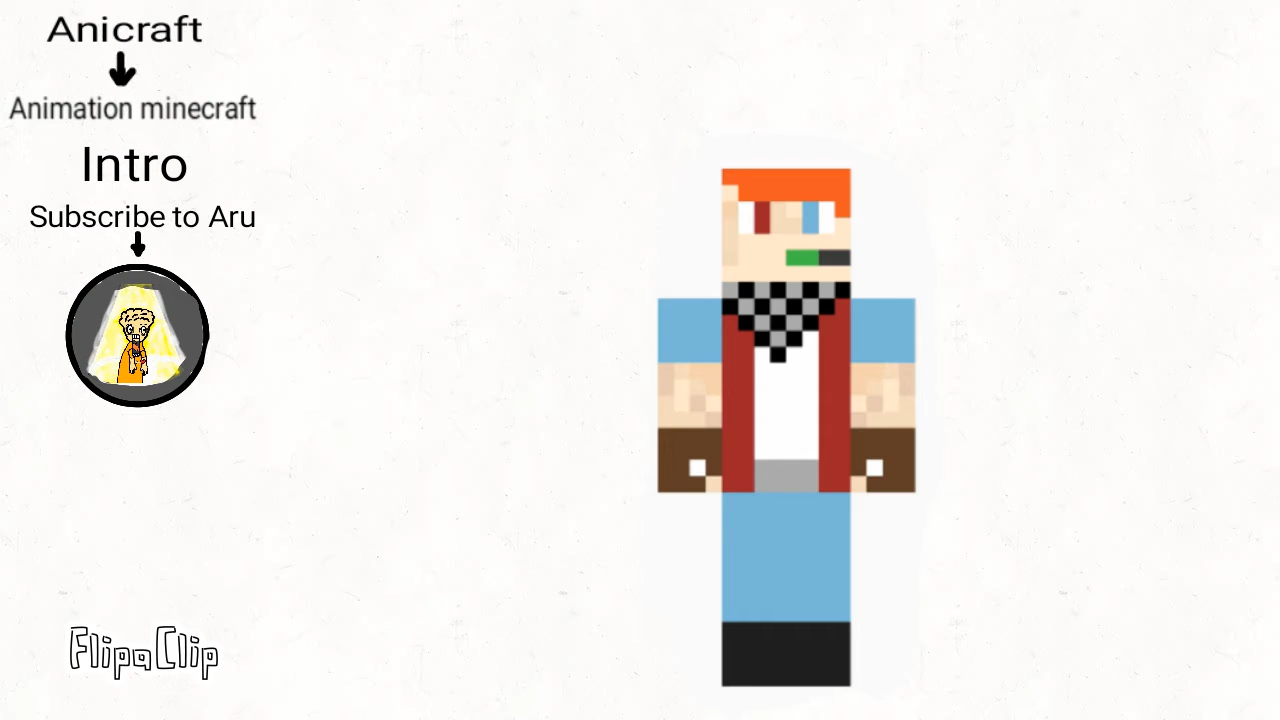 Anicraft
Animation minecraft
Intro
Subscribe to Aru
FlipaClip